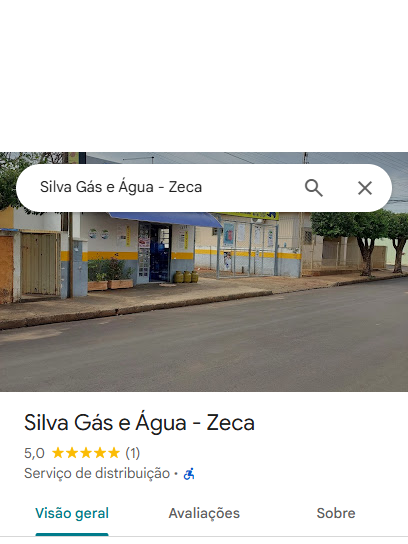 Silva Gás e Água - Zeca
Silva Gás e Água - Zeca
5,0 (1)
Serviço de distribuição ·
Visão geral
Avaliações
Sobre